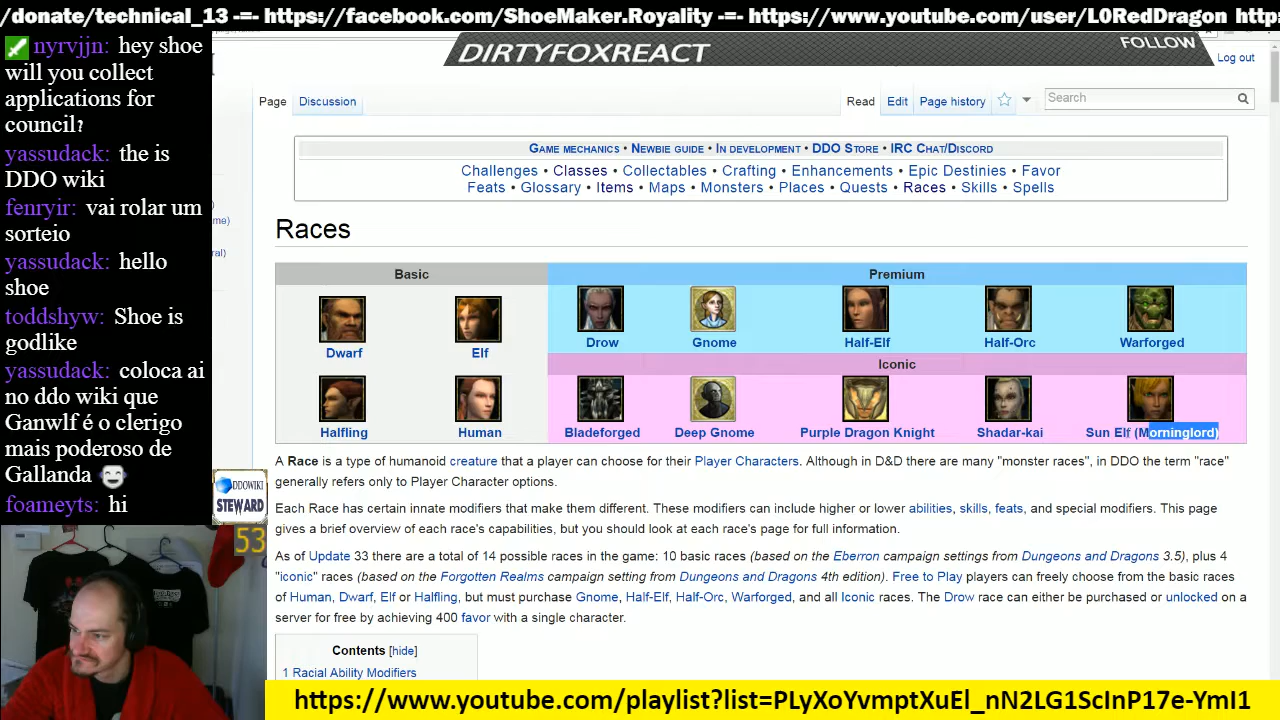 /donate/technical_13 -=- https://facebook.com/ShoeMaker.Royality -=- https://www.youtube.com/user/L0RedDragon http:
nyrvjjn: hey shoe
will you collect
applications for
council?
yassudack: the is
DDO wiki
fenryir: vai rolar um
sorteio
yassudack: hello
shoe
toddshyw: Shoe is
godlike
yassudack: coloca ai
no ddo wiki que
Ganwlf é o clerigo
mais poderoso de
Gallanda
foameyts: hi
DDOWIKI
STEWARD
53
DIRTYFOXREACT
FOLLOW
Log out
Page Discussion
Read Edit Page history
Search
Game mechanics • Newbie guide • In development • DDO Store • IRC Chat/Discord
Challenges • Classes • Collectables • Crafting • Enhancements • Epic Destinies • Favor
Feats • Glossary • Items • Maps • Monsters • Places • Quests • Races • Skills • Spells
me)
ral)
Races
Basic
Premium
Dwarf Elf
Drow Gnome Half-Elf Half-Orc Warforged
Iconic
Halfling Human
Bladeforged Deep Gnome Purple Dragon Knight Shadar-kai Sun Elf (Morninglord)
A Race is a type of humanoid creature that a player can choose for their Player Characters. Although in D&D there are many "monster races", in DDO the term "race"
generally refers only to Player Character options.
Each Race has certain innate modifiers that make them different. These modifiers can include higher or lower abilities, skills, feats, and special modifiers. This page
gives a brief overview of each race's capabilities, but you should look at each race's page for full information.
As of Update 33 there are a total of 14 possible races in the game: 10 basic races (based on the Eberron campaign settings from Dungeons and Dragons 3.5), plus 4
"iconic" races (based on the Forgotten Realms campaign setting from Dungeons and Dragons 4th edition). Free to Play players can freely choose from the basic races
of Human, Dwarf, Elf or Halfling, but must purchase Gnome, Half-Elf, Half-Orc, Warforged, and all Iconic races. The Drow race can either be purchased or unlocked on a
server for free by achieving 400 favor with a single character.
Contents [hide]
1 Racial Ability Modifiers
https://www.youtube.com/playlist?list=PLyXoYvmptXuEl_nN2LG1ScInP17e-YmI1